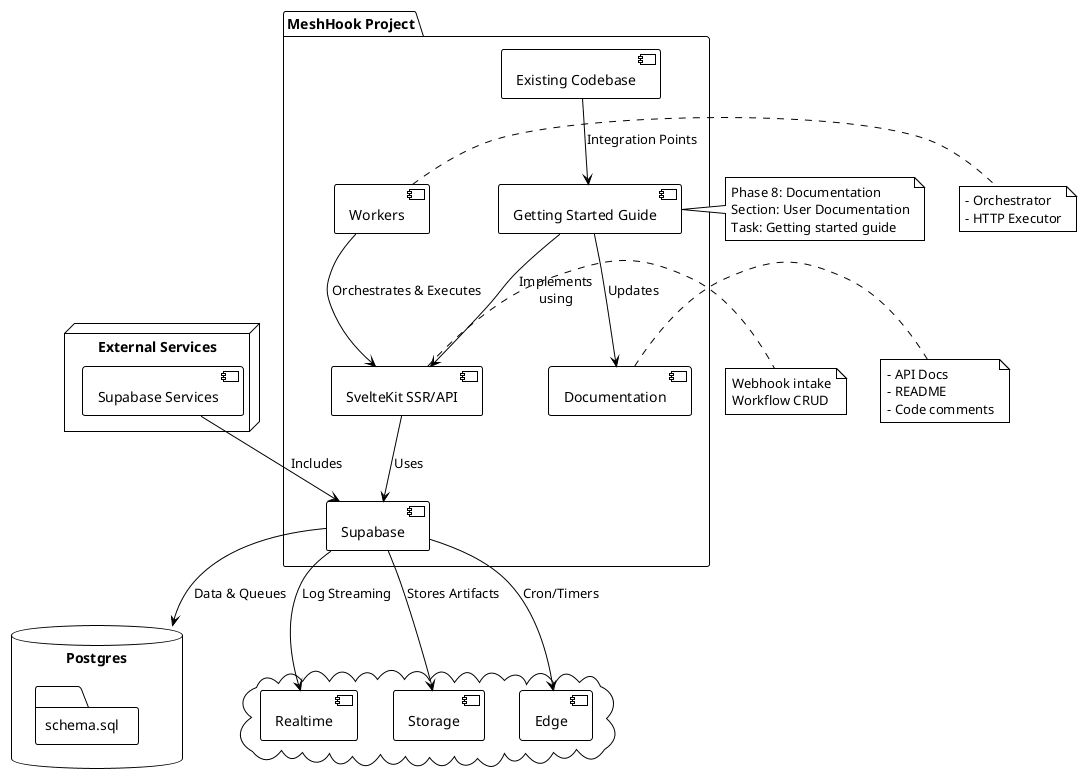 MeshHook Project
Existing Codebase
Integration Points
Workers
Getting Started Guide
Phase 8: Documentation
Section: User Documentation
Task: Getting started guide
- Orchestrator
- HTTP Executor
Orchestrates & Executes
Implements
using
Updates
External Services
Supabase Services
SvelteKit SSR/API
Documentation
Webhook intake
Workflow CRUD
- API Docs
- README
- Code comments
Includes
Uses
Supabase
Data & Queues
Log Streaming
Stores Artifacts
Cron/Timers
Postgres
schema.sql
Realtime
Storage
Edge